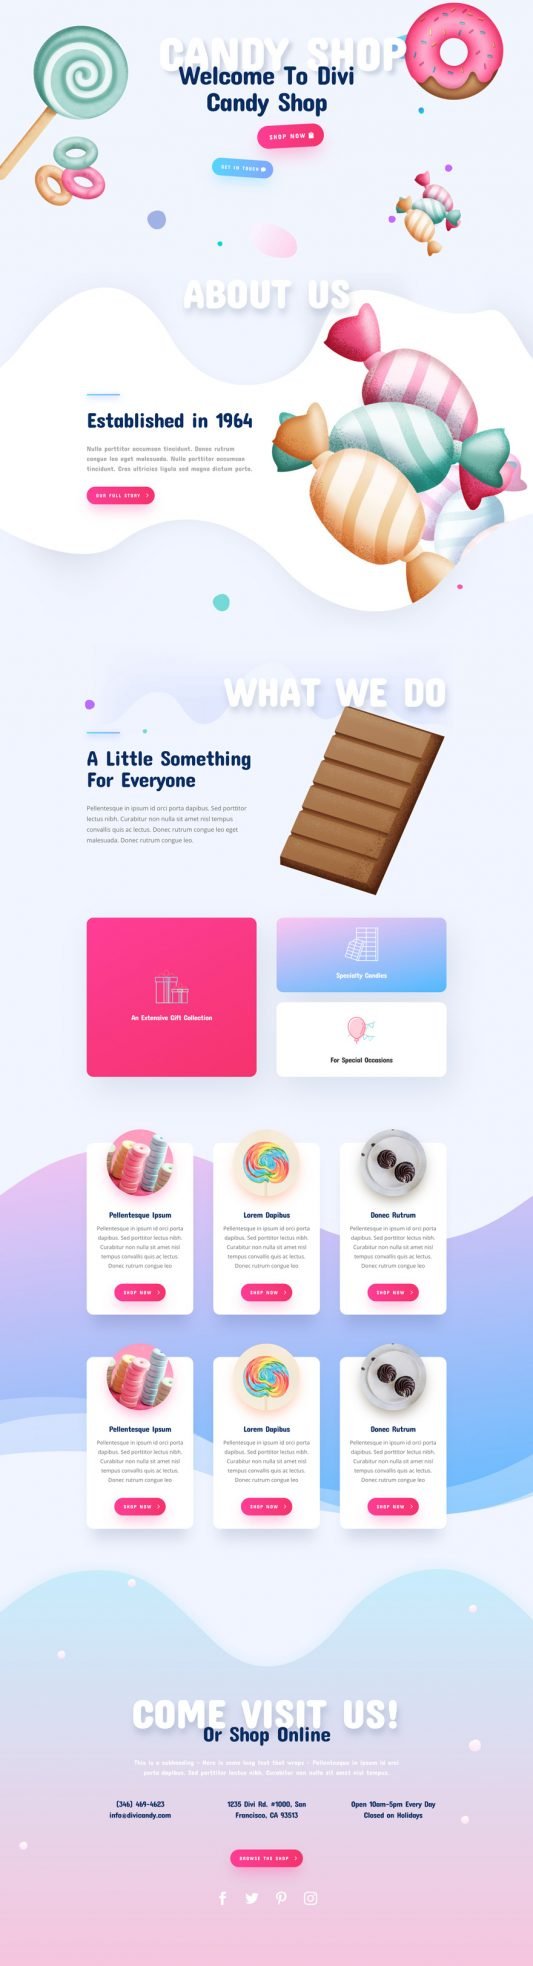 CANDY SHOP
Welcome To Divi
Candy Shop
SHOP NOW
GET IN TOUCH
ABOUT US
Established in 1964
Nulla porttitor accumsan tincidunt. Donec rutrum
congue leo eget malesuada. Nulla porttitor accumsan
tincidunt. Cras ultricies ligula sed magna dictum porta.
OUR FULL STORY
WHAT WE DO
A Little Something
For Everyone
Pellentesque in ipsum id orci porta dapibus. Sed porttitor
lectus nibh. Curabitur non nulla sit amet nisl tempus
convallis quis ac lectus. Donec rutrum congue leo eget
malesuada. Donec rutrum congue leo.
An Extensive Gift Collection
Specialty Candies
For Special Occasions
Pellentesque Ipsum
Pellentesque in ipsum id orci porta
dapibus. Sed porttitor lectus nibh.
Curabitur non nulla sit amet nisl
tempus convallis quis ac lectus.
Donec rutrum congue leo
SHOP NOW
Lorem Dapibus
Pellentesque in ipsum id orci porta
dapibus. Sed porttitor lectus nibh.
Curabitur non nulla sit amet nisl
tempus convallis quis ac lectus.
Donec rutrum congue leo
SHOP NOW
Donec Rutrum
Pellentesque in ipsum id orci porta
dapibus. Sed porttitor lectus nibh.
Curabitur non nulla sit amet nisl
tempus convallis quis ac lectus.
Donec rutrum congue leo
SHOP NOW
Pellentesque Ipsum
Pellentesque in ipsum id orci porta
dapibus. Sed porttitor lectus nibh.
Curabitur non nulla sit amet nisl
tempus convallis quis ac lectus.
Donec rutrum congue leo
SHOP NOW
Lorem Dapibus
Pellentesque in ipsum id orci porta
dapibus. Sed porttitor lectus nibh.
Curabitur non nulla sit amet nisl
tempus convallis quis ac lectus.
Donec rutrum congue leo
SHOP NOW
Donec Rutrum
Pellentesque in ipsum id orci porta
dapibus. Sed porttitor lectus nibh.
Curabitur non nulla sit amet nisl
tempus convallis quis ac lectus.
Donec rutrum congue leo
SHOP NOW
COME VISIT US!
Or Shop Online
This is a subheading - Here is some long text that wraps - Pellentesque in ipsum id orci
porta dapibus. Sed porttitor lectus nibh. Curabitur non nulla sit amet nisl tempus.
(346) 469-4623
info@divicandy.com
1235 Divi Rd. #1000, San
Francisco, CA 93513
Open 10am-5pm Every Day
Closed on Holidays
BROWSE THE SHOP